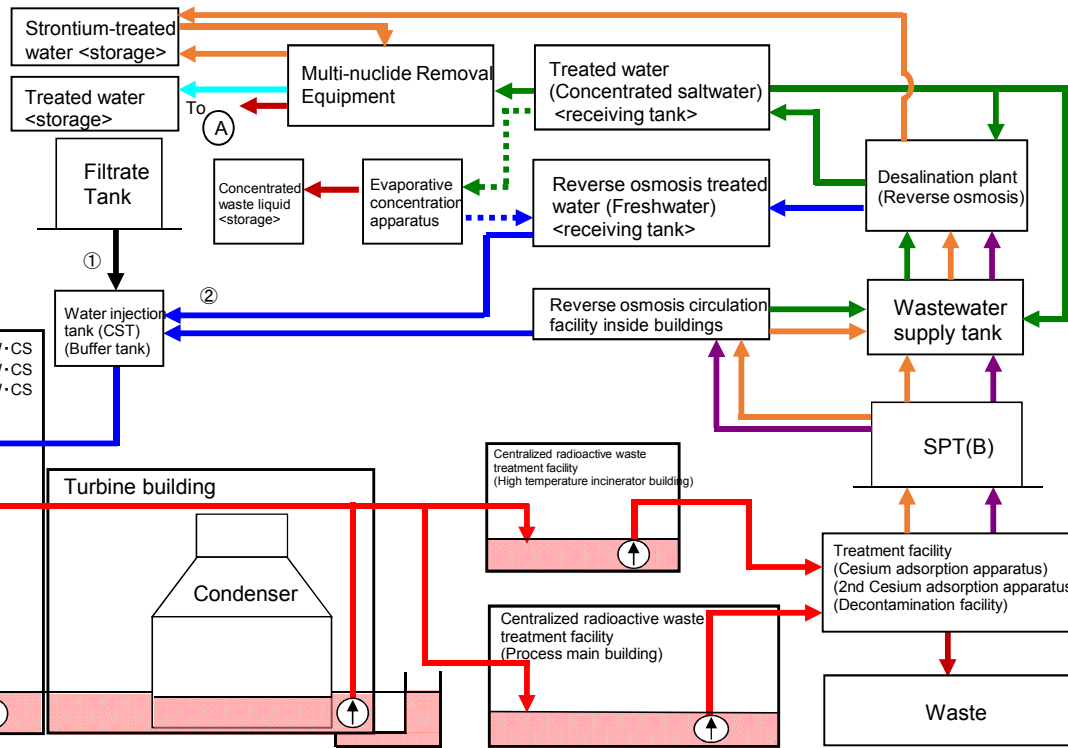 Strontium-treated
water <storage>
Treated water
<storage>
To
A
Multi-nuclide Removal
Equipment
Treated water
(Concentrated saltwater)
<receiving tank>
Filtrate
Tank
Concentrated
waste liquid
<storage>
Evaporative
concentration
apparatus
Reverse osmosis treated
water (Freshwater)
<receiving tank>
Desalination plant
(Reverse osmosis)
①
②
Water injection
tank (CST)
(Buffer tank)
Reverse osmosis circulation
facility inside buildings
Wastewater
supply tank
・CS
・CS
・CS
SPT(B)
Centralized radioactive waste
treatment facility
(High temperature incinerator building)
Turbine building
Condenser
Treatment facility
(Cesium adsorption apparatus)
(2nd Cesium adsorption apparatus
(Decontamination facility)
Centralized radioactive waste
treatment facility
(Process main building)
Waste